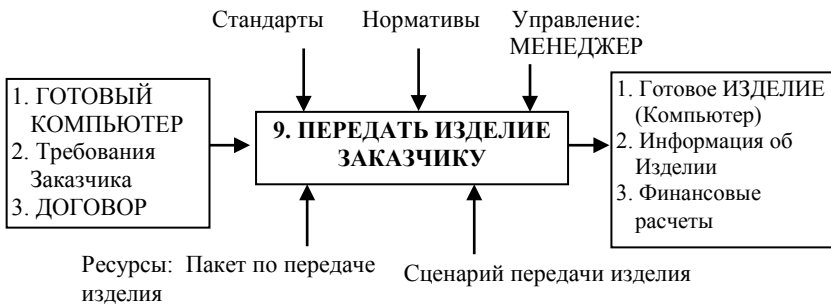 Стандарты
Нормативы
Управление:
МЕНЕДЖЕР
1. ГОТОВЫЙ
КОМПЬЮТЕР
2. Требования
Заказчика
3. ДОГОВОР
9. ПЕРЕДАТЬ ИЗДЕЛИЕ
ЗАКАЗЧИКУ
1. Готовое ИЗДЕЛИЕ
(Компьютер)
2. Информация об
Изделии
3. Финансовые
расчеты
Ресурсы: Пакет по передаче
изделия
Сценарий передачи изделия